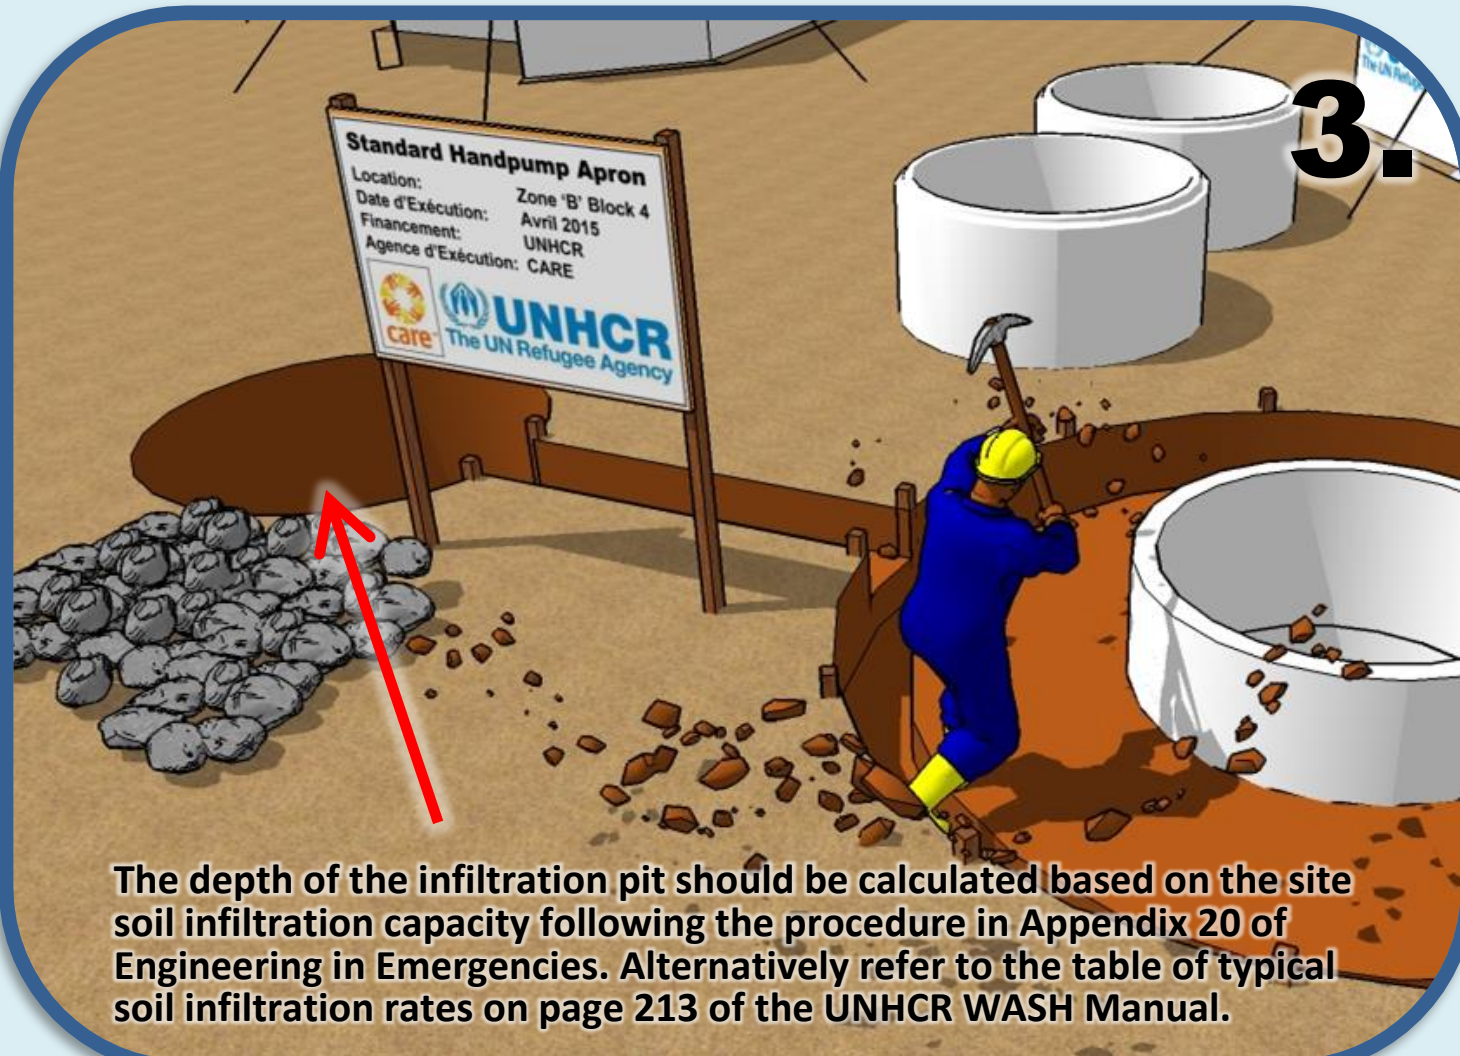 3.
The UN Refug
Standard Handpump Apron
Location: Zone ‘B’ Block 4
Date d'Exécution: Avril 2015
Financement: UNHCR
Agence d'Exécution: CARE
care
UNHCR
The UN Refugee Agency
The depth of the infiltration pit should be calculated based on the site
soil infiltration capacity following the procedure in Appendix 20 of
Engineering in Emergencies. Alternatively refer to the table of typical
soil infiltration rates on page 213 of the UNHCR WASH Manual.